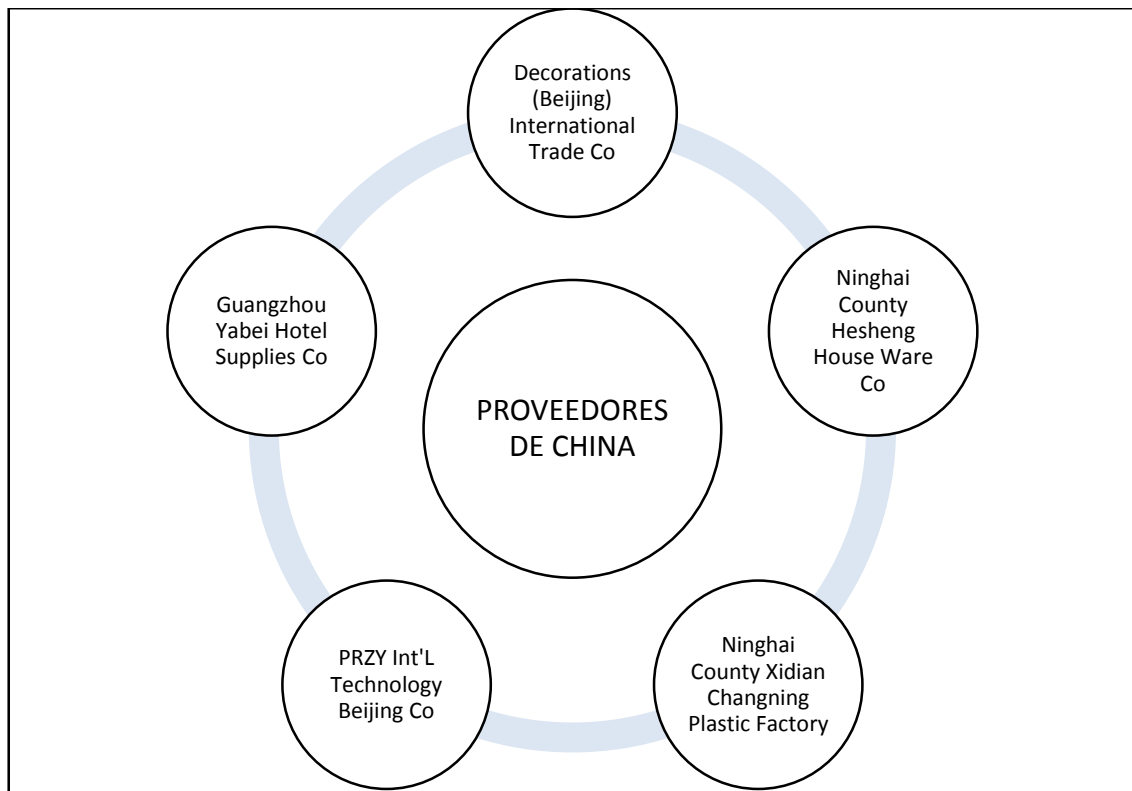 Decorations
(Beijing)
International
Trade Co
Ninghai
County
Hesheng
House Ware
Co
Ninghai
County Xidian
Changning
Plastic Factory
PRZY Int'L
Technology
Beijing Co
Guangzhou
Yabei Hotel
Supplies Co
PROVEEDORES
DE CHINA